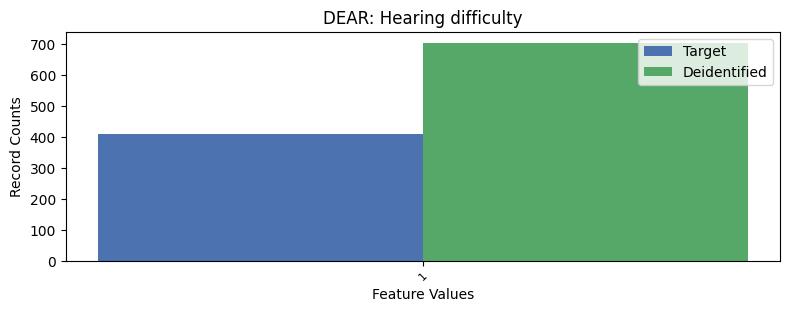 DEAR: Hearing difficulty
Target
Deidentified
Record Counts
700
600
500
400
300
200
100
0
1
Feature Values